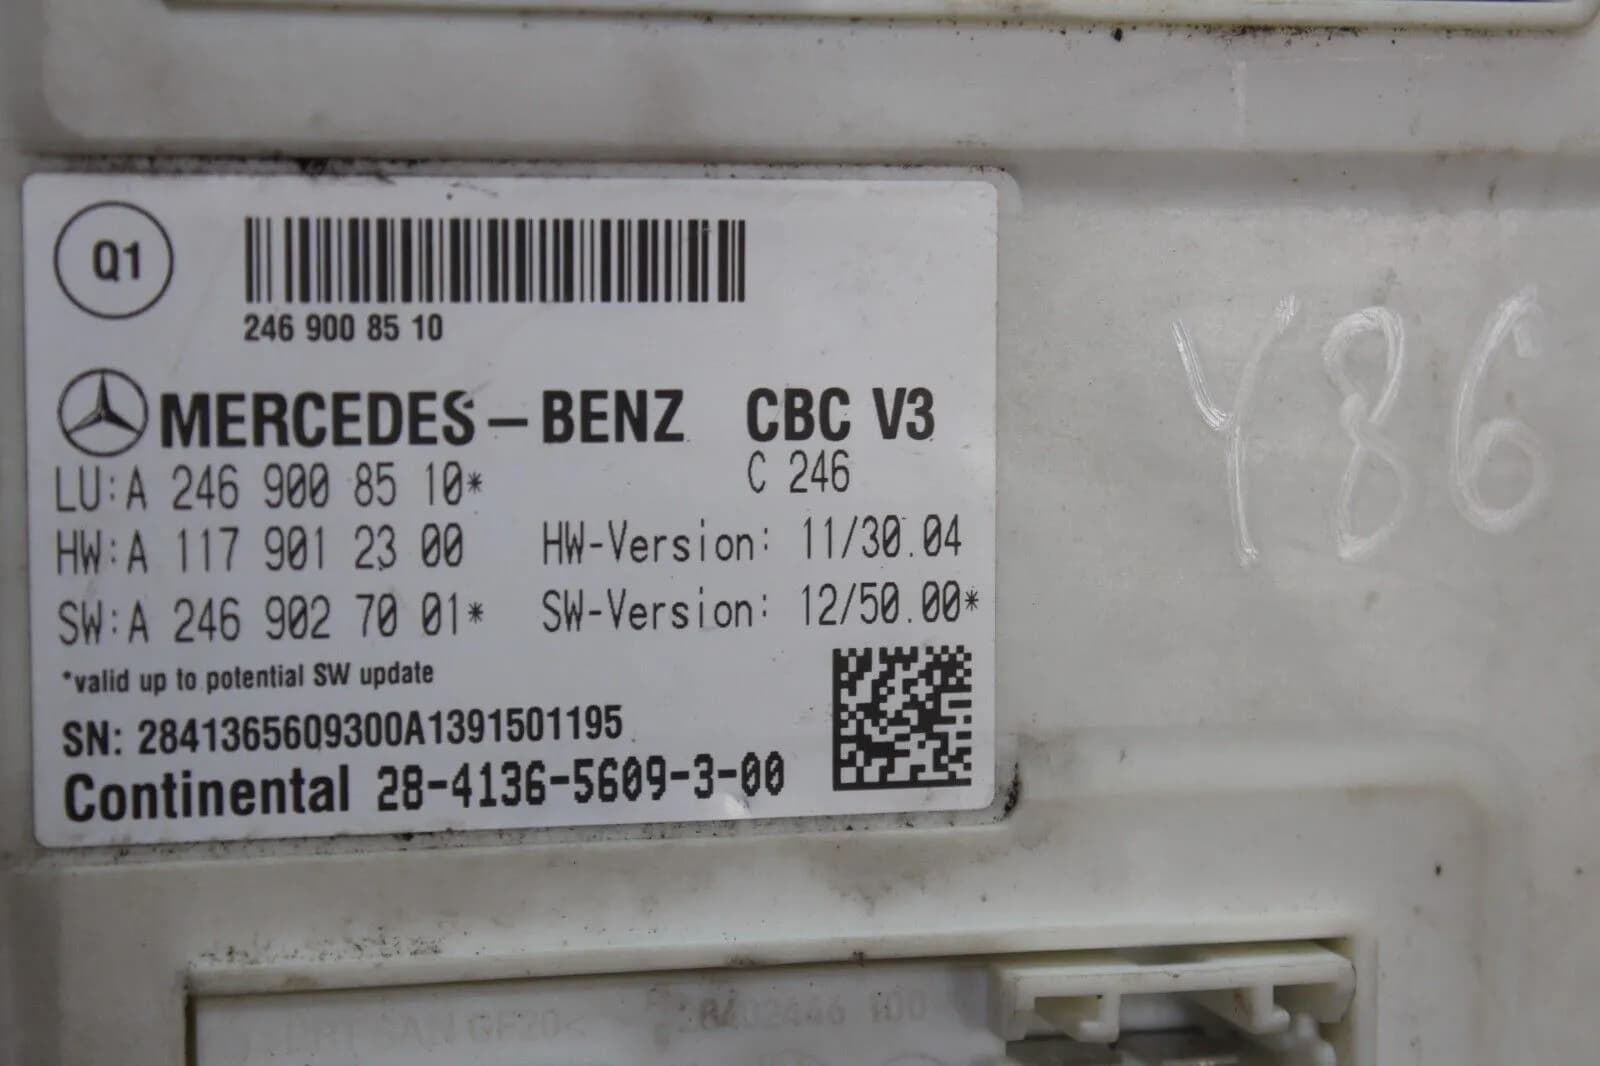 Q1
246 900 85 10
MERCEDES-BENZ CBC V3
LU:A 246 900 85 10* C 246
HW:A 117 901 23 00 HW-Version: 11/30.04
SW:A 246 902 70 01* SW-Version: 12/50.00*
*valid up to potential SW update
SN: 2841365609300A1391501195
Continental 28-4136-5609-3-00
Y86
GF20<
100